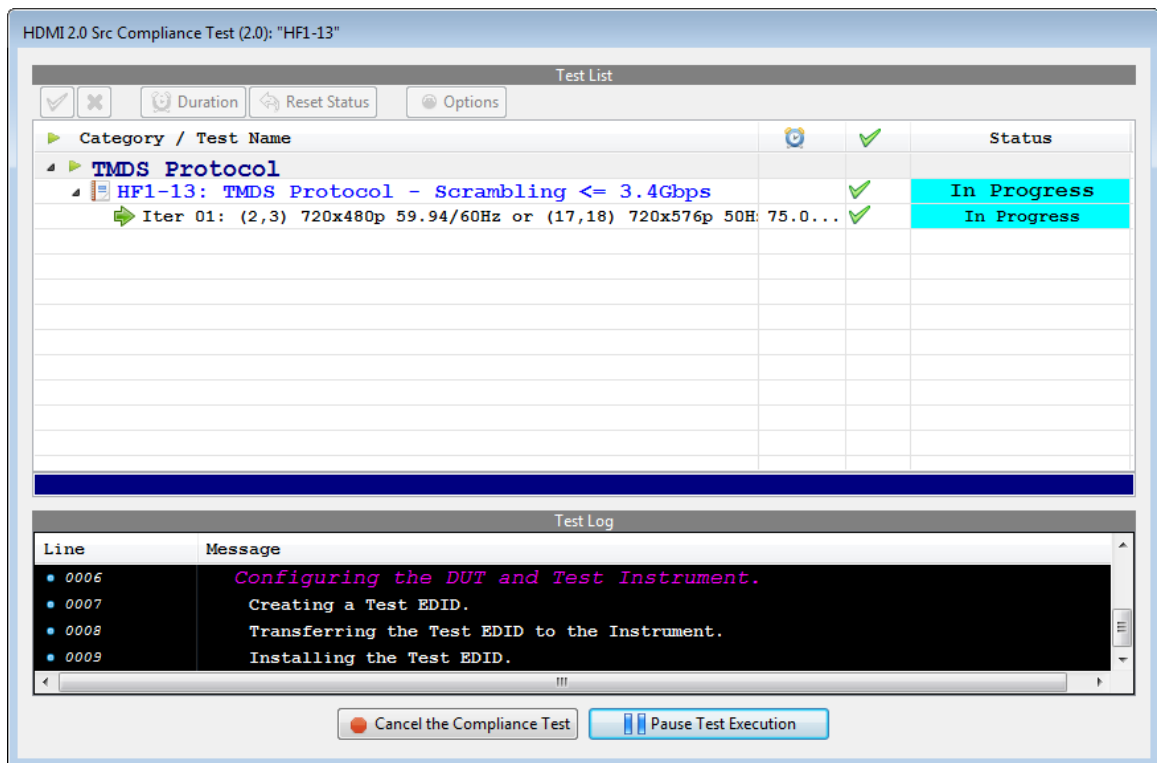 HDMI 2.0 Src Compliance Test (2.0): "HF1-13"
Test List
Duration Reset Status Options
Category / Test Name Status
TMDS Protocol
HF1-13: TMDS Protocol - Scrambling <= 3.4Gbps In Progress
Iter 01: (2,3) 720x480p 59.94/60Hz or (17,18) 720x576p 50H 75.0... In Progress
Test Log
Line Message
0006 Configuring the DUT and Test Instrument.
0007 Creating a Test EDID.
0008 Transferring the Test EDID to the Instrument.
0009 Installing the Test EDID.
Cancel the Compliance Test Pause Test Execution